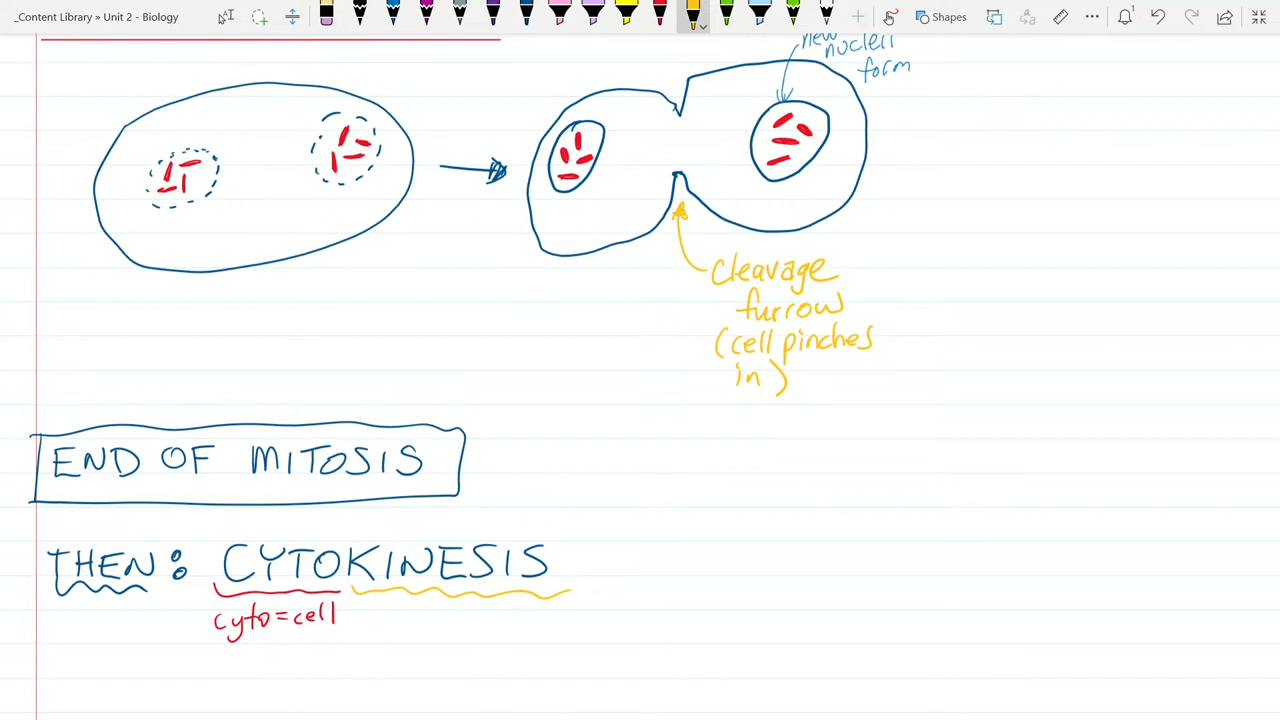 _Content Library » Unit 2 - Biology
Shapes
new
nuclei
form
Cleavage
furrow
(cell pinches
in)
END OF MITOSIS
THEN: CYTOKINESIS
cyto=cell